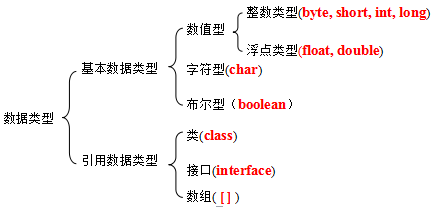 整数类型(byte, short, int, long)
数值型
浮点类型(float, double)
基本数据类型
字符型(char)
布尔型（boolean）
数据类型
类(class)
引用数据类型
接口(interface)
数组([ ])